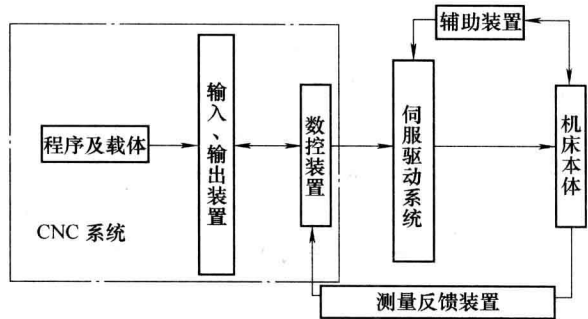 辅助装置
程序及载体
输入、输出装置
数控装置
伺服驱动系统
机床本体
CNC 系统
测量反馈装置